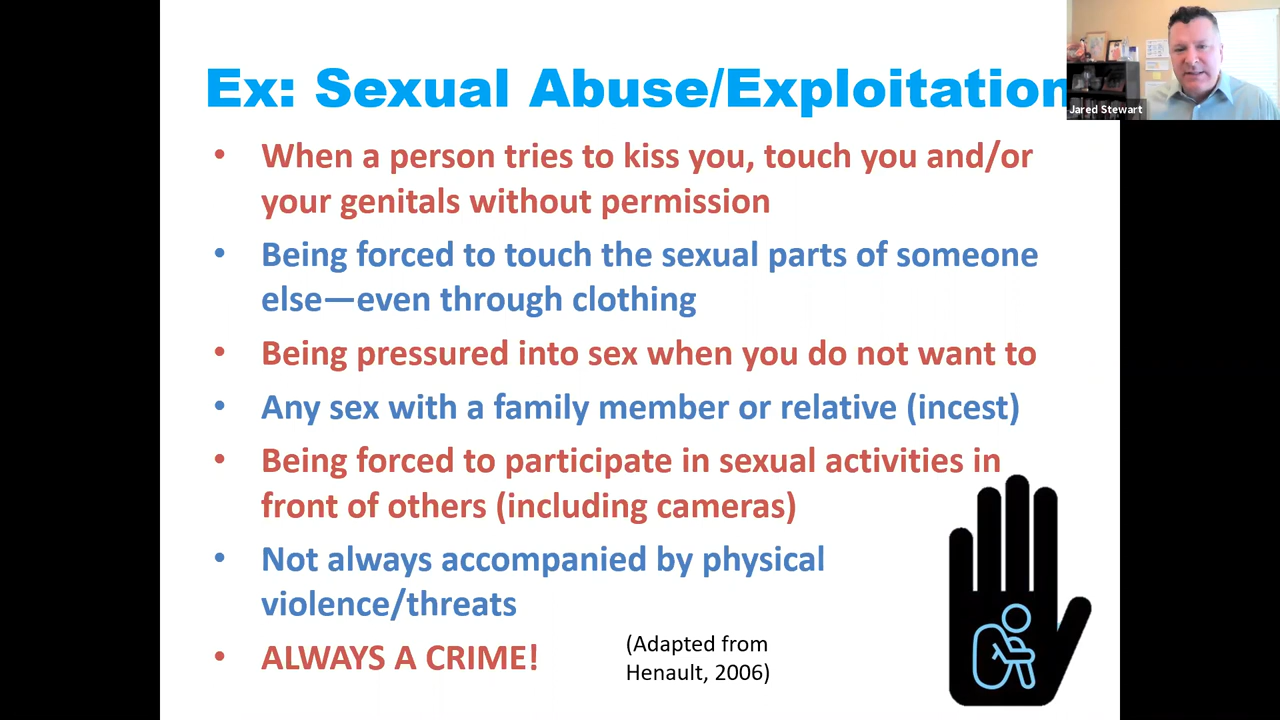 Ex: Sexual Abuse/Exploitation
Jared Stewart
• When a person tries to kiss you, touch you and/or
your genitals without permission
• Being forced to touch the sexual parts of someone
else—even through clothing
• Being pressured into sex when you do not want to
• Any sex with a family member or relative (incest)
• Being forced to participate in sexual activities in
front of others (including cameras)
• Not always accompanied by physical
violence/threats
• ALWAYS A CRIME!
(Adapted from
Henault, 2006)